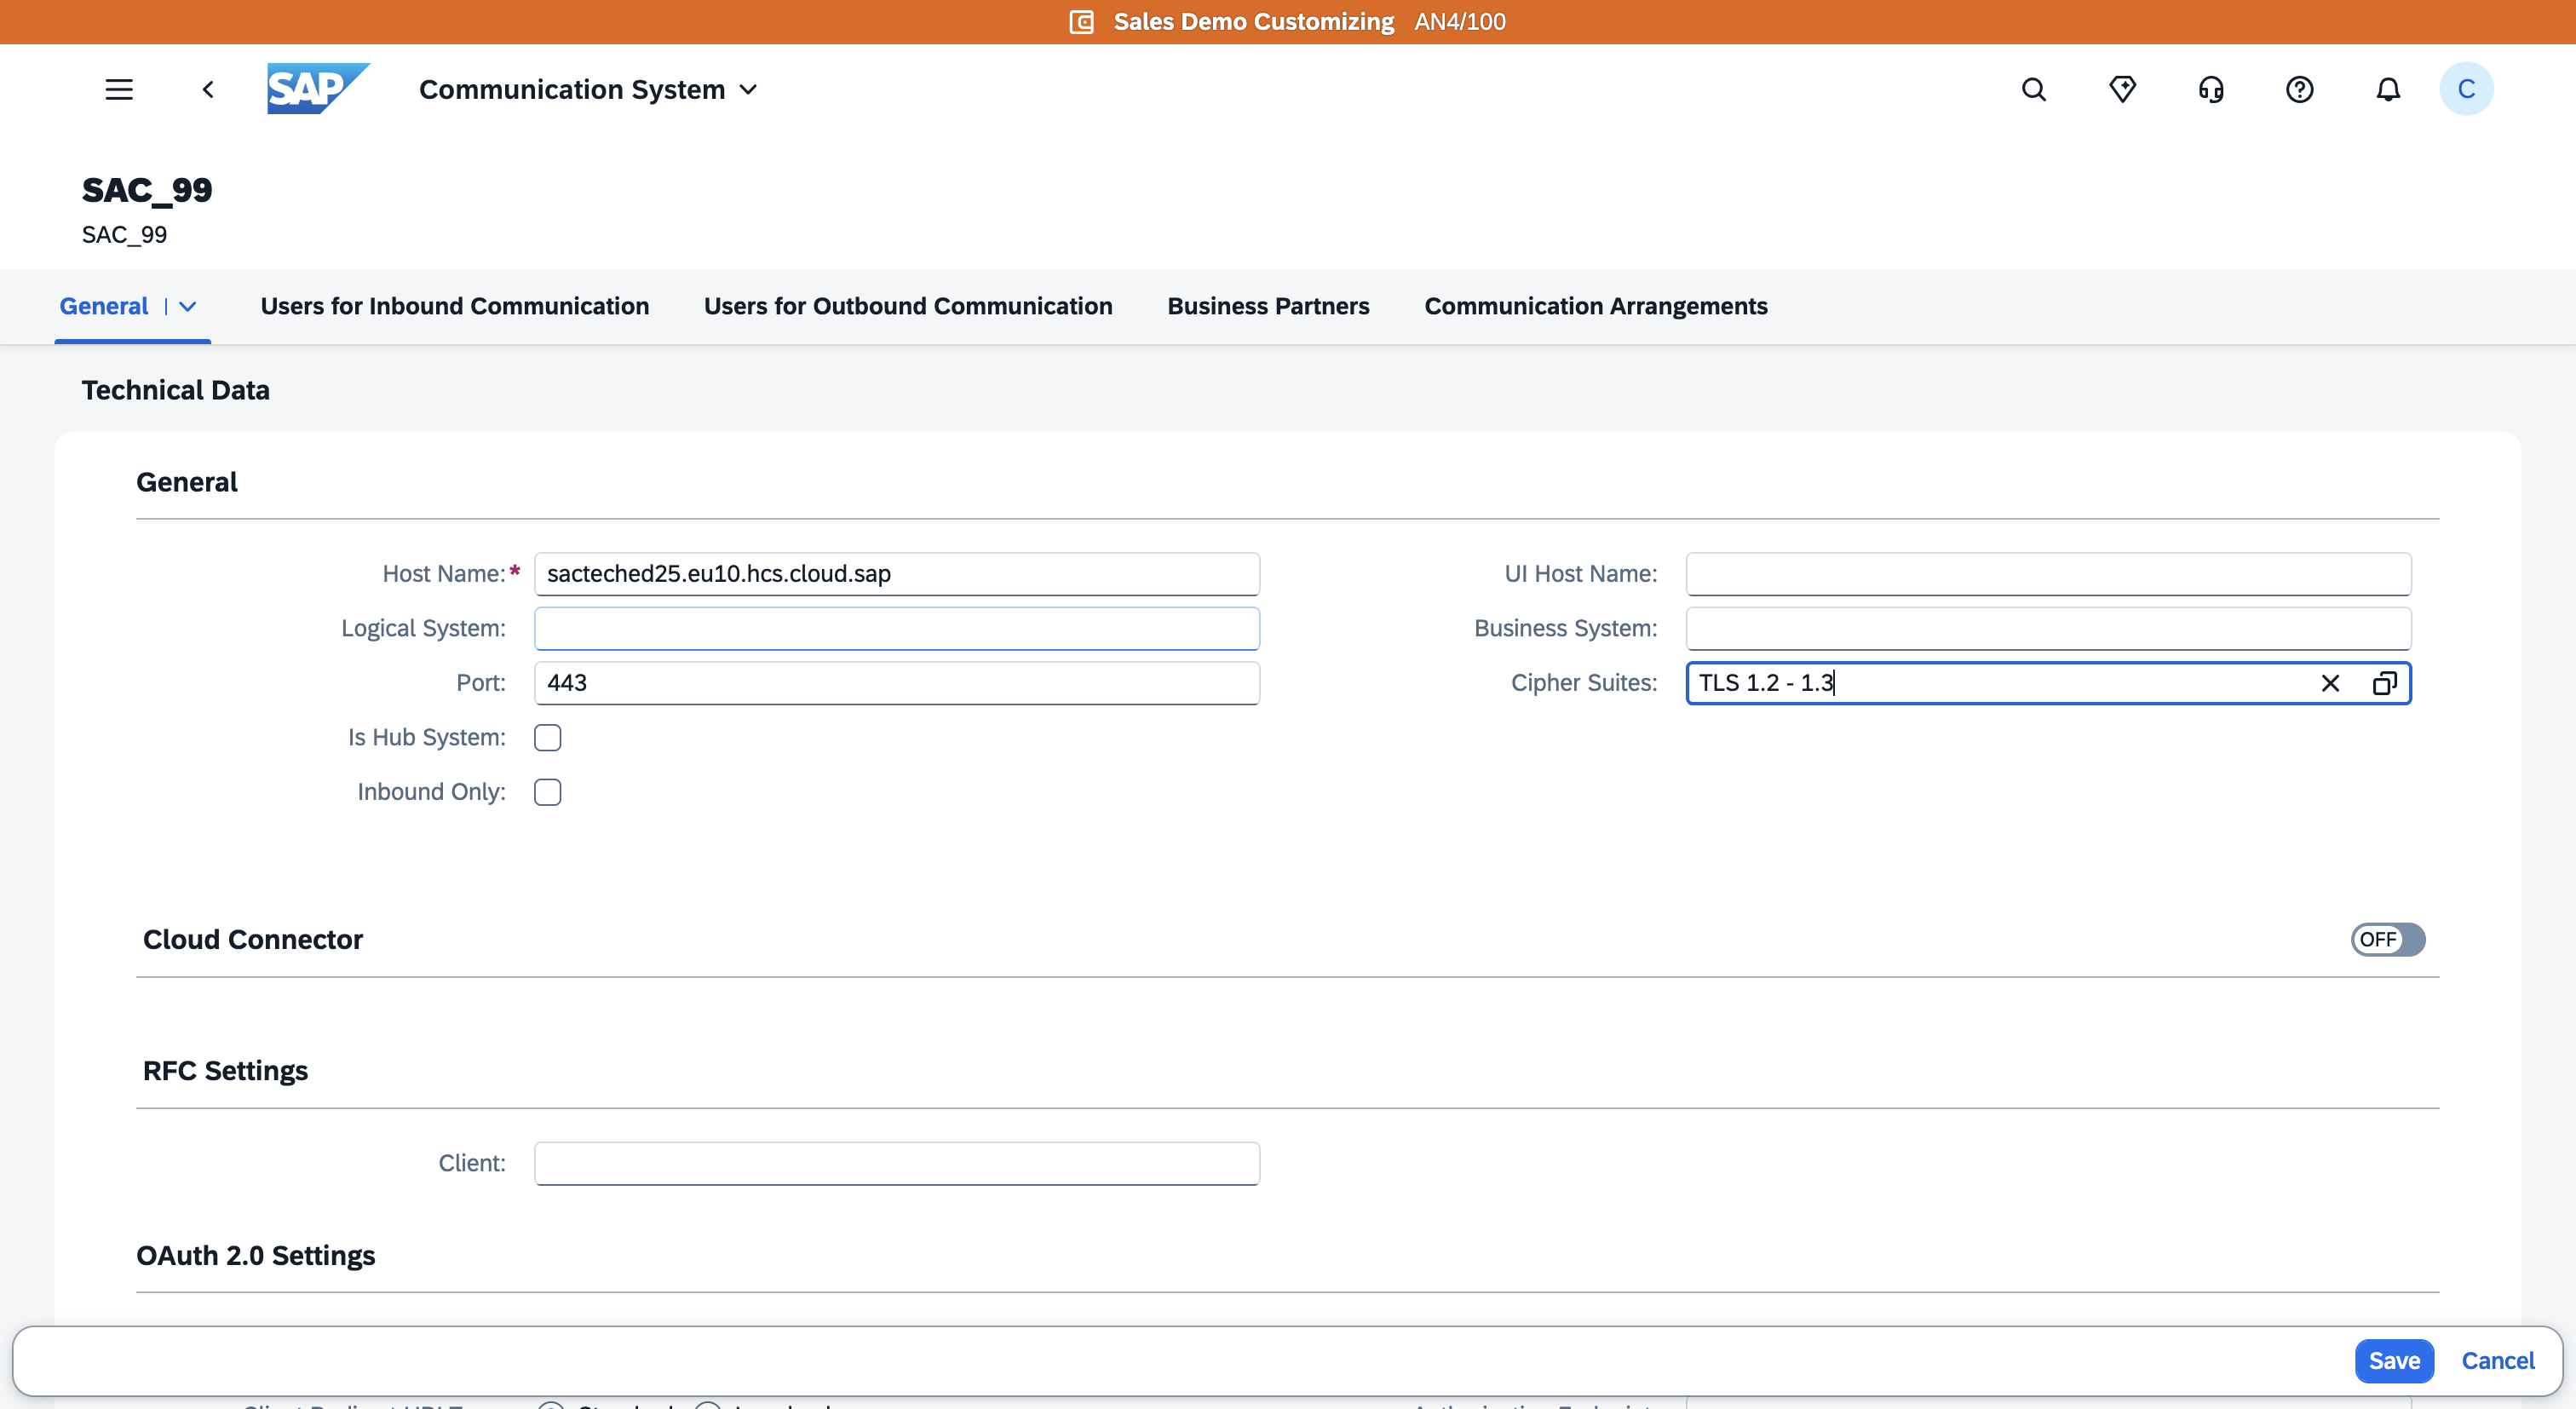 Sales Demo Customizing AN4/100
SAP Communication System
C
SAC_99
SAC_99
General Users for Inbound Communication Users for Outbound Communication Business Partners Communication Arrangements
Technical Data
General
Host Name:* sacteched25.eu10.hcs.cloud.sap
UI Host Name:
Logical System:
Business System:
Port: 443
Cipher Suites: TLS 1.2 - 1.3
Is Hub System:
Inbound Only:
Cloud Connector OFF
RFC Settings
Client:
OAuth 2.0 Settings
Save Cancel